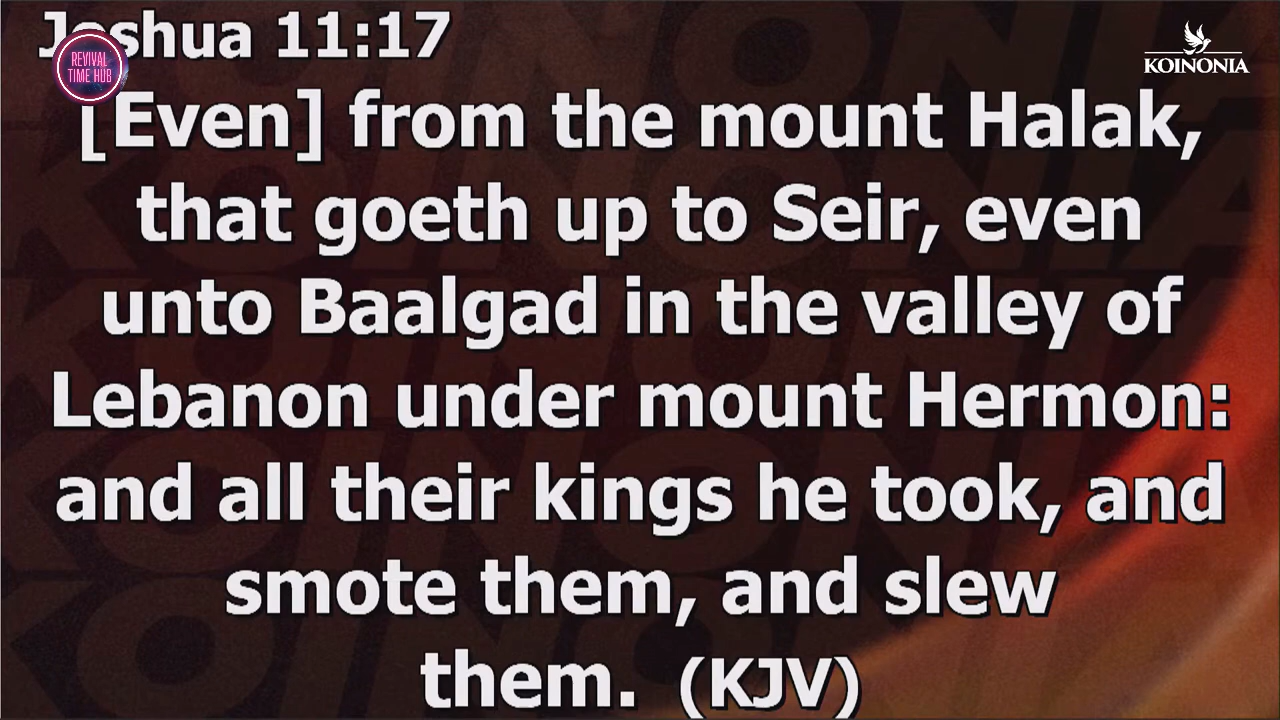 Joshua 11:17
REVIVAL
TIME HUB
KOINONIA
[Even] from the mount Halak,
that goeth up to Seir, even
unto Baalgad in the valley of
Lebanon under mount Hermon:
and all their kings he took, and
smote them, and slew
them. (KJV)